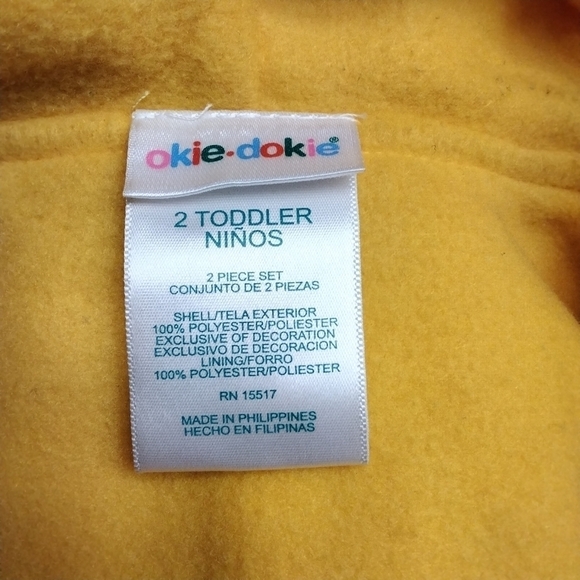 okie-dokie®
2 TODDLER
NIÑOS
2 PIECE SET
CONJUNTO DE 2 PIEZAS
SHELL/TELA EXTERIOR
100% POLYESTER/POLIESTER
EXCLUSIVE OF DECORATION
EXCLUSIVO DE DECORACION
LINING/FORRO
100% POLYESTER/POLIESTER
RN 15517
MADE IN PHILIPPINES
HECHO EN FILIPINAS